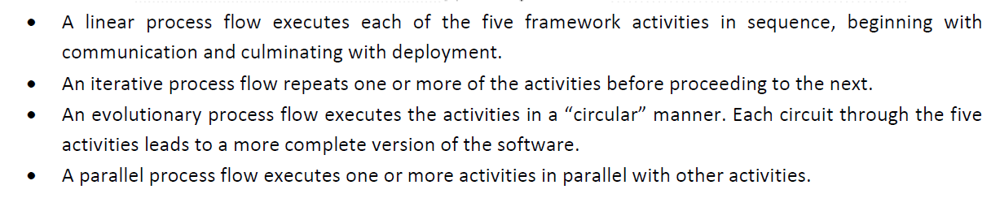 • A linear process flow executes each of the five framework activities in sequence, beginning with
communication and culminating with deployment.
• An iterative process flow repeats one or more of the activities before proceeding to the next.
• An evolutionary process flow executes the activities in a “circular” manner. Each circuit through the five
activities leads to a more complete version of the software.
• A parallel process flow executes one or more activities in parallel with other activities.